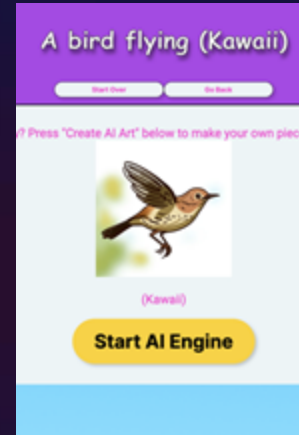 A bird flying (Kawaii)
Start Over Go Back
y? Press "Create AI Art" below to make your own piec
(Kawaii)
Start AI Engine